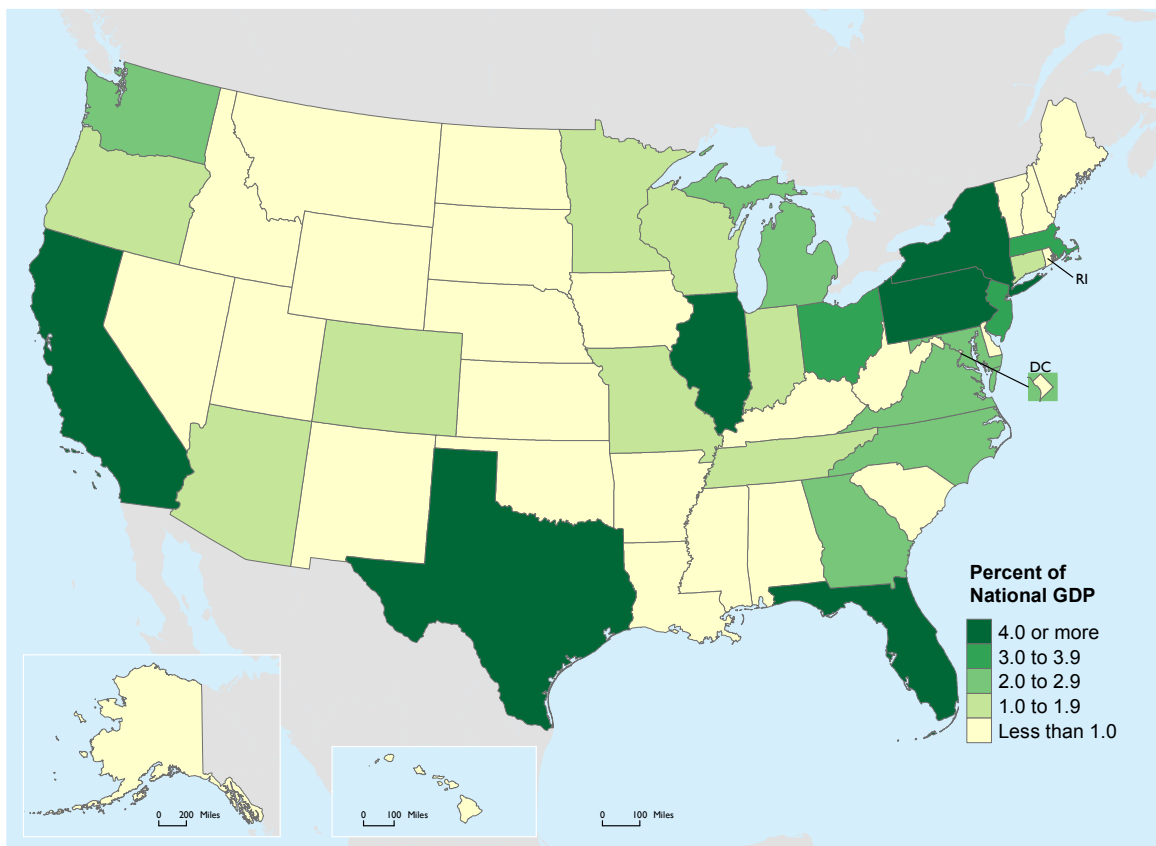 RI
DC
Percent of
National GDP
4.0 or more
3.0 to 3.9
2.0 to 2.9
1.0 to 1.9
Less than 1.0
0 200 Miles
0 100 Miles
0 100 Miles